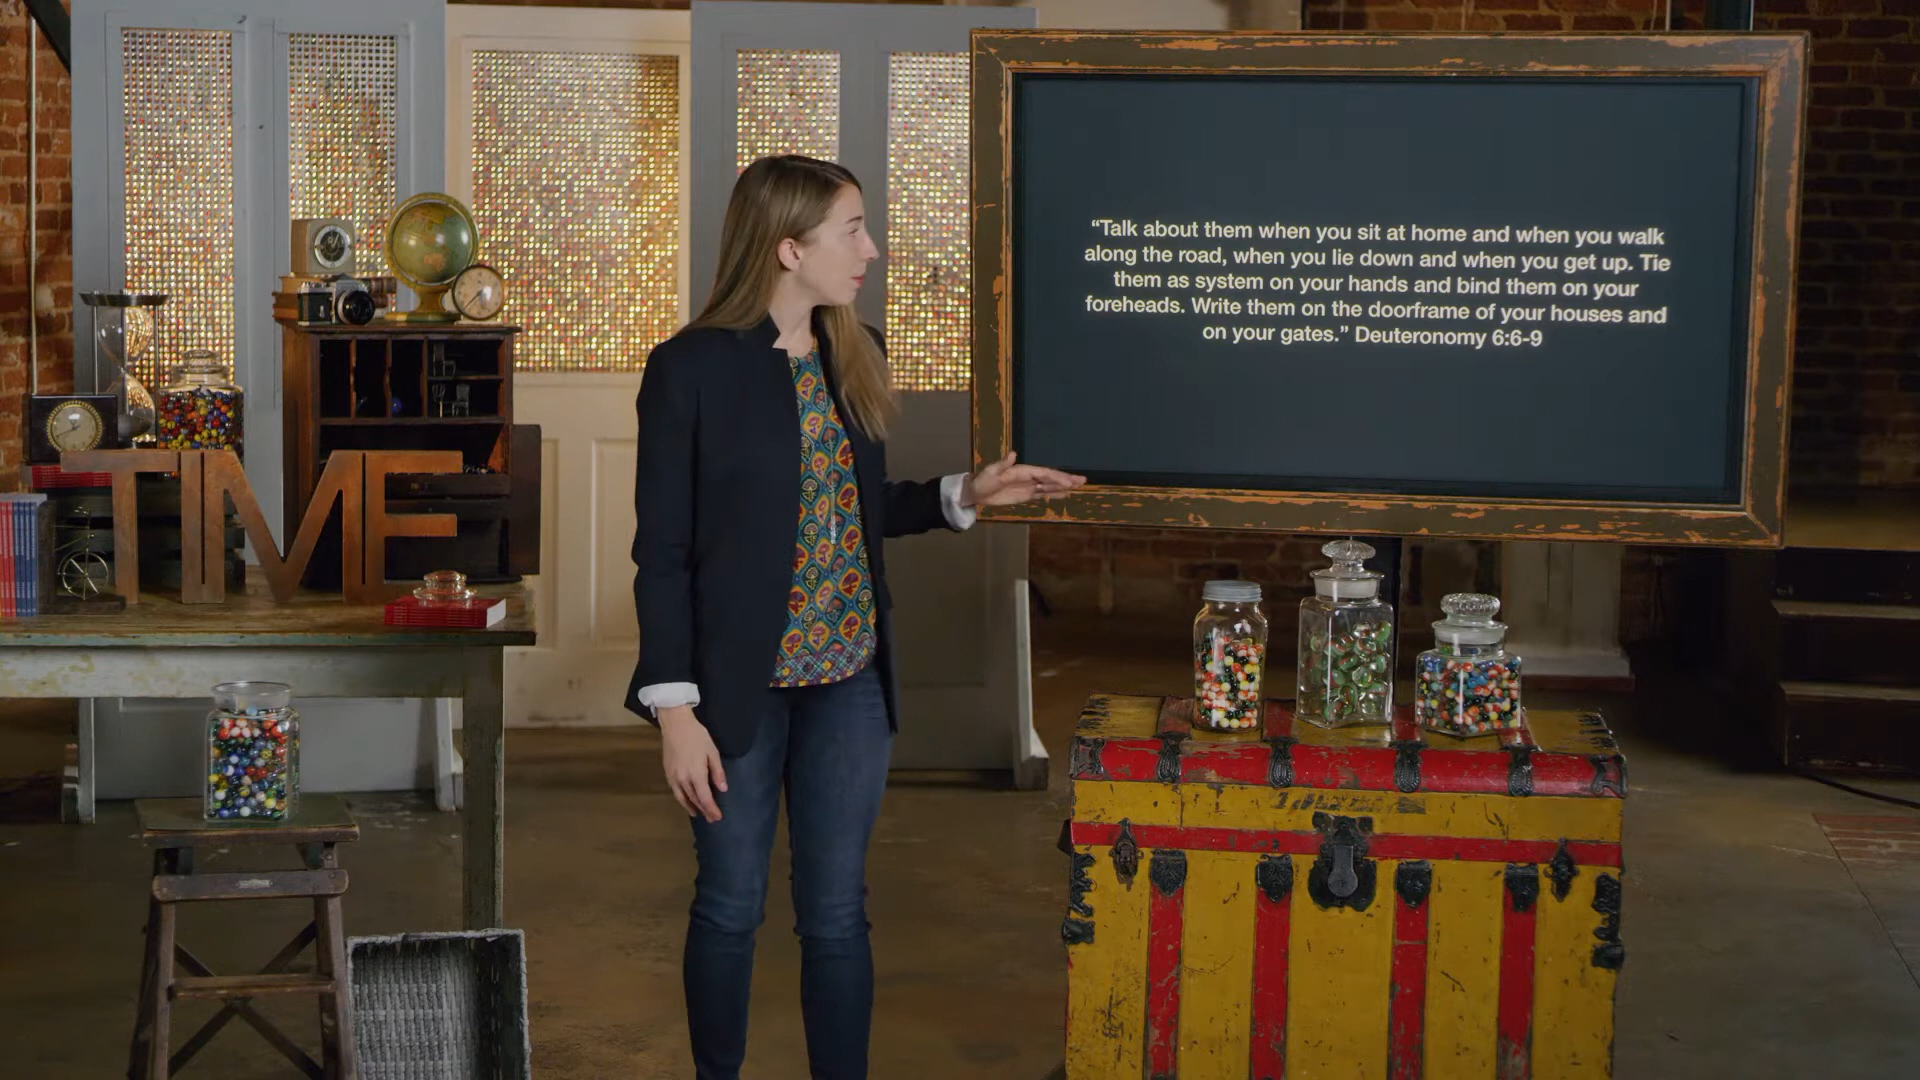 “Talk about them when you sit at home and when you walk
along the road, when you lie down and when you get up. Tie
them as system on your hands and bind them on your
foreheads. Write them on the doorframe of your houses and
on your gates.” Deuteronomy 6:6-9
TIME